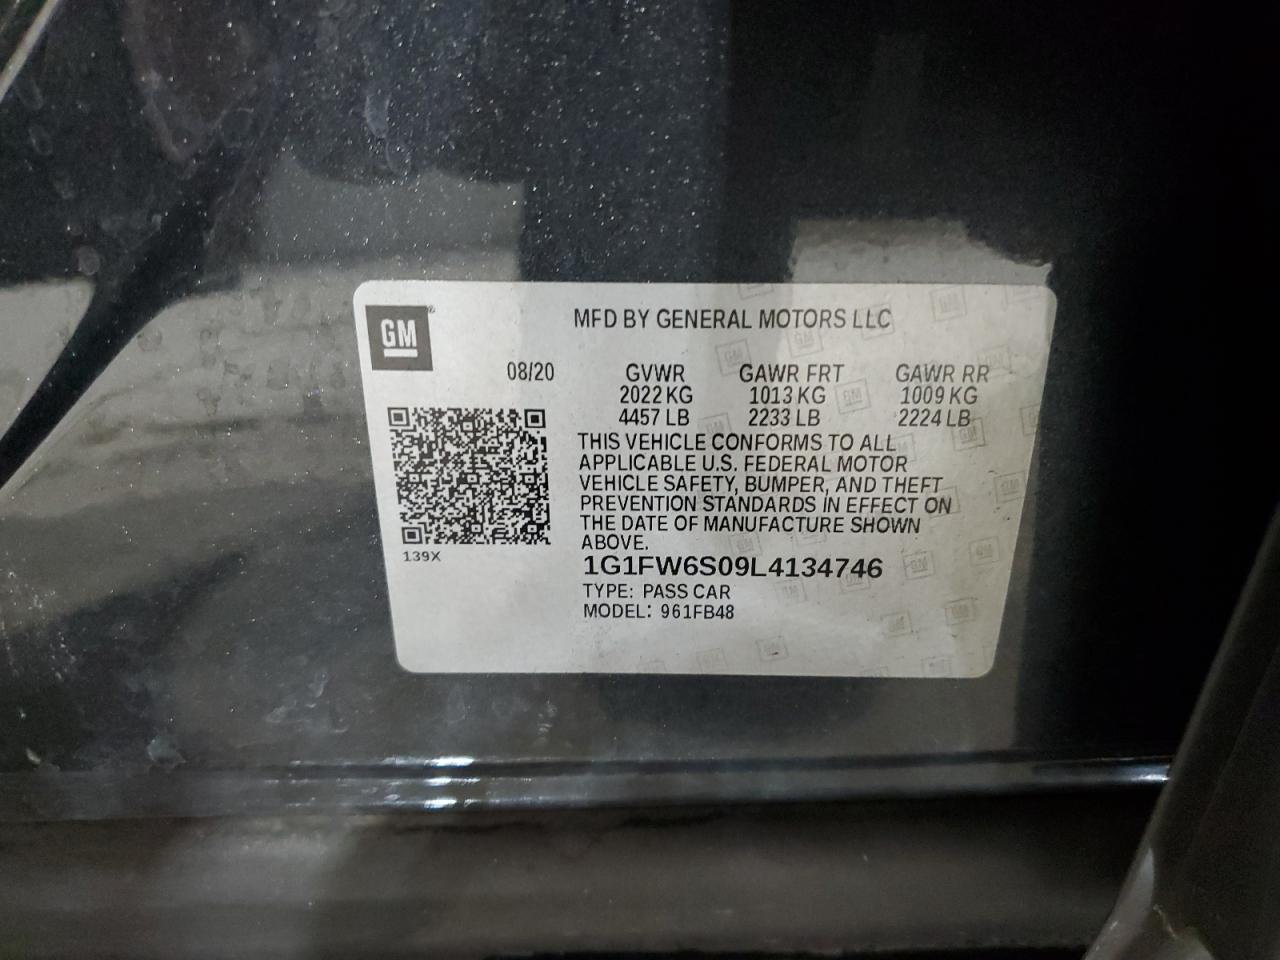 GM
MFD BY GENERAL MOTORS LLC
08/20 GVWR GAWR FRT GAWR RR
2022 KG 1013 KG 1009 KG
4457 LB 2233 LB 2224 LB
THIS VEHICLE CONFORMS TO ALL
APPLICABLE U.S. FEDERAL MOTOR
VEHICLE SAFETY, BUMPER, AND THEFT
PREVENTION STANDARDS IN EFFECT ON
THE DATE OF MANUFACTURE SHOWN
ABOVE.
139X
1G1FW6S09L4134746
TYPE: PASS CAR
MODEL: 961FB48